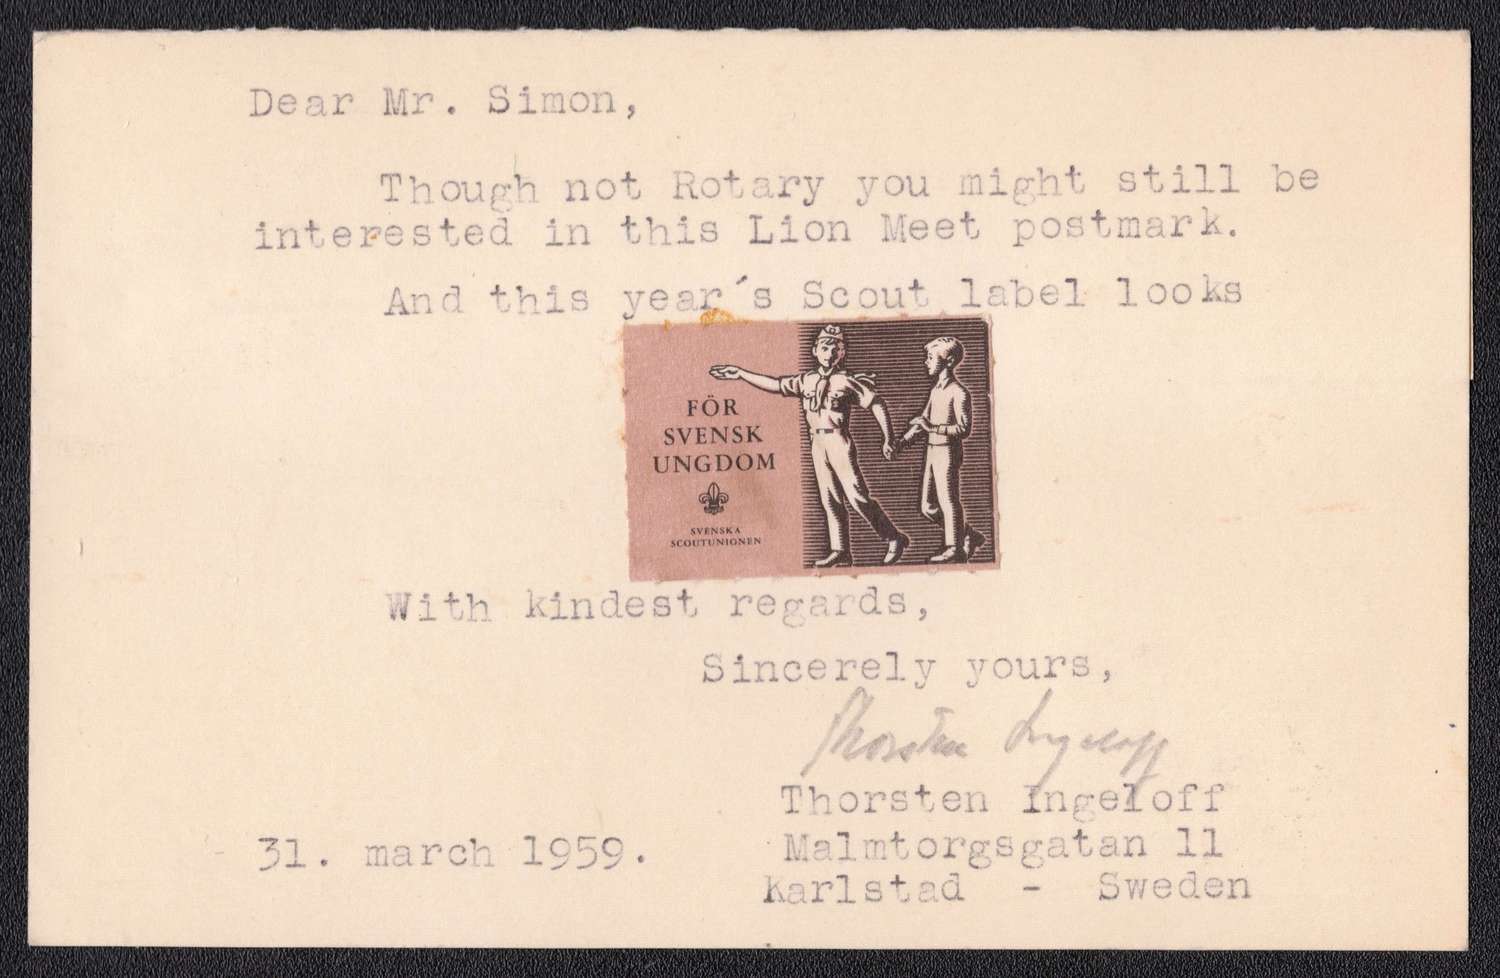 Dear Mr. Simon,
Though not Rotary you might still be
interested in this Lion Meet postmark.
And this year´s Scout label looks
FÖR
SVENSK
UNGDOM
SVENSKA
SCOUTUNIONEN
With kindest regards,
Sincerely yours,
Thorsten Ingeloff
Thorsten Ingeloff
Malmtorgsgatan 11
Karlstad - Sweden
31. march 1959.